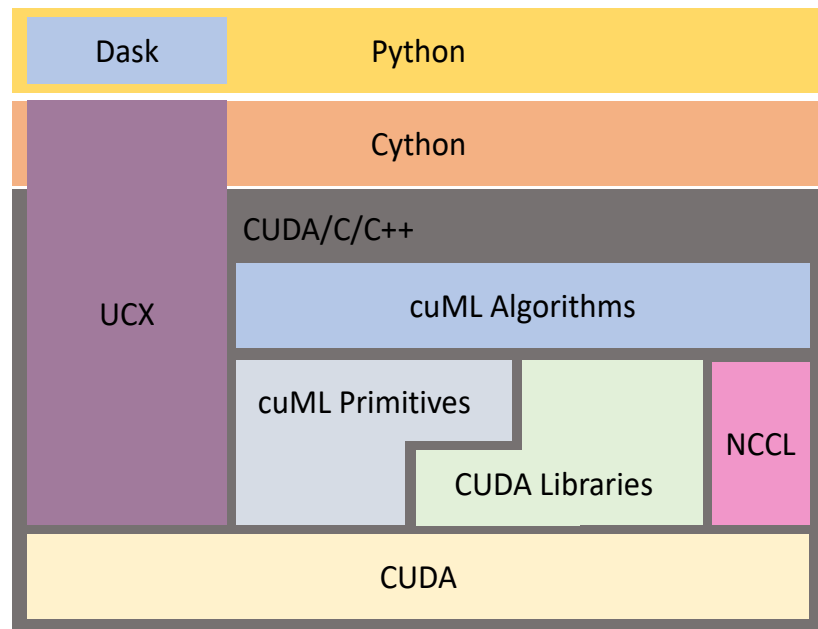 Dask
Python
Cython
CUDA/C/C++
UCX
cuML Algorithms
cuML Primitives
NCCL
CUDA Libraries
CUDA